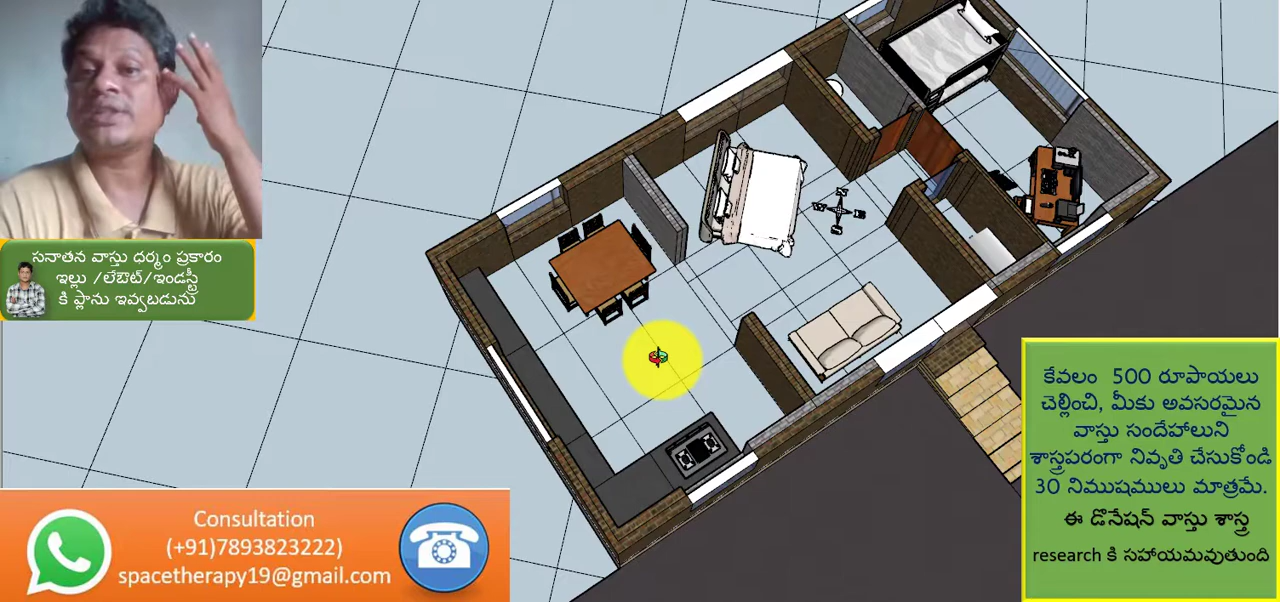 సనాతన వాస్తు ధర్మం ప్రకారం
ఇల్లు /లేఔట్/ఇండస్ట్రీ
కి ప్లాను ఇవ్వబడును
కేవలం 500 రూపాయలు
చెల్లించి, మీకు అవసరమైన
వాస్తు సందేహాలుని
శాస్త్రపరంగా నివృతి చేసుకోండి
30 నిముషములు మాత్రమే.
ఈ డొనేషన్ వాస్తు శాస్త్ర
research కి సహాయమవుతుంది
Consultation
(+91)7893823222)
spacetherapy19@gmail.com